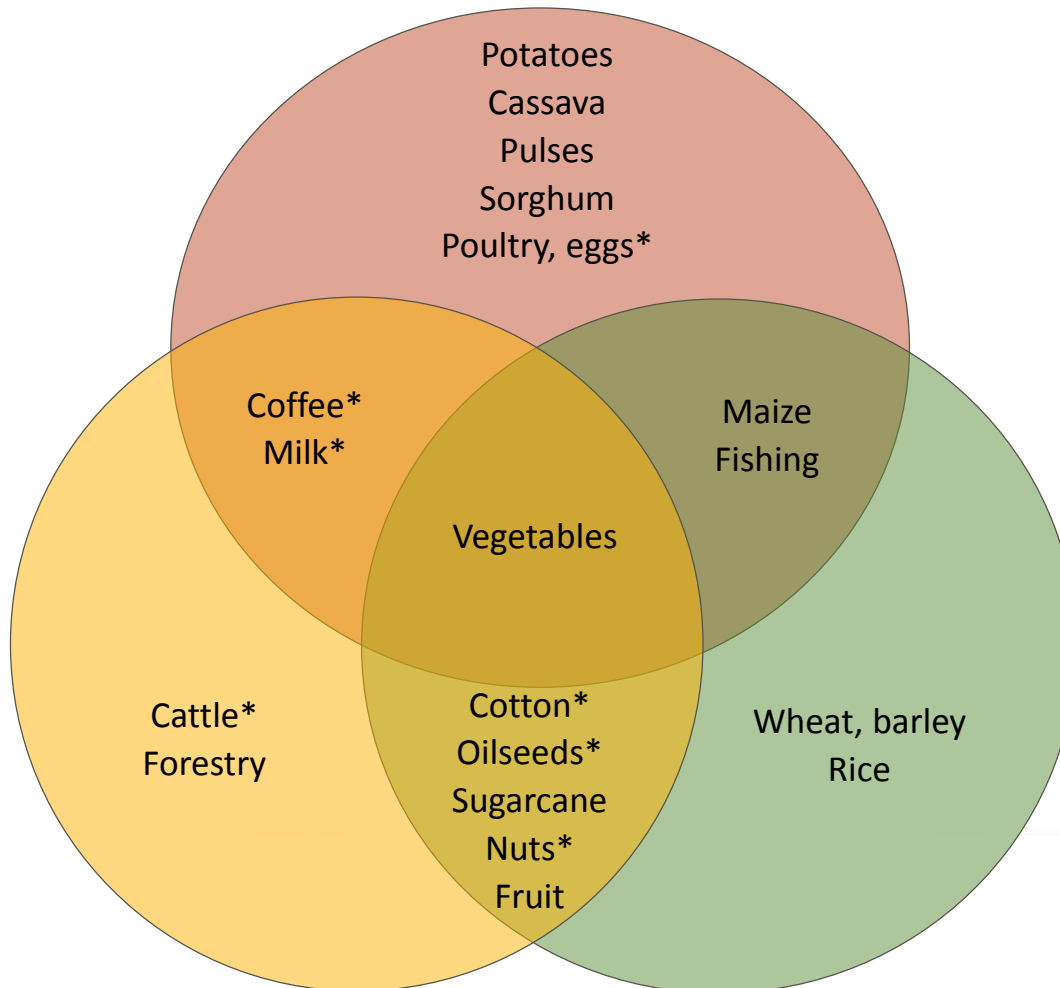 Potatoes
Cassava
Pulses
Sorghum
Poultry, eggs*
Coffee*
Milk*
Maize
Fishing
Vegetables
Cattle*
Forestry
Cotton*
Oilseeds*
Sugarcane
Nuts*
Fruit
Wheat, barley
Rice